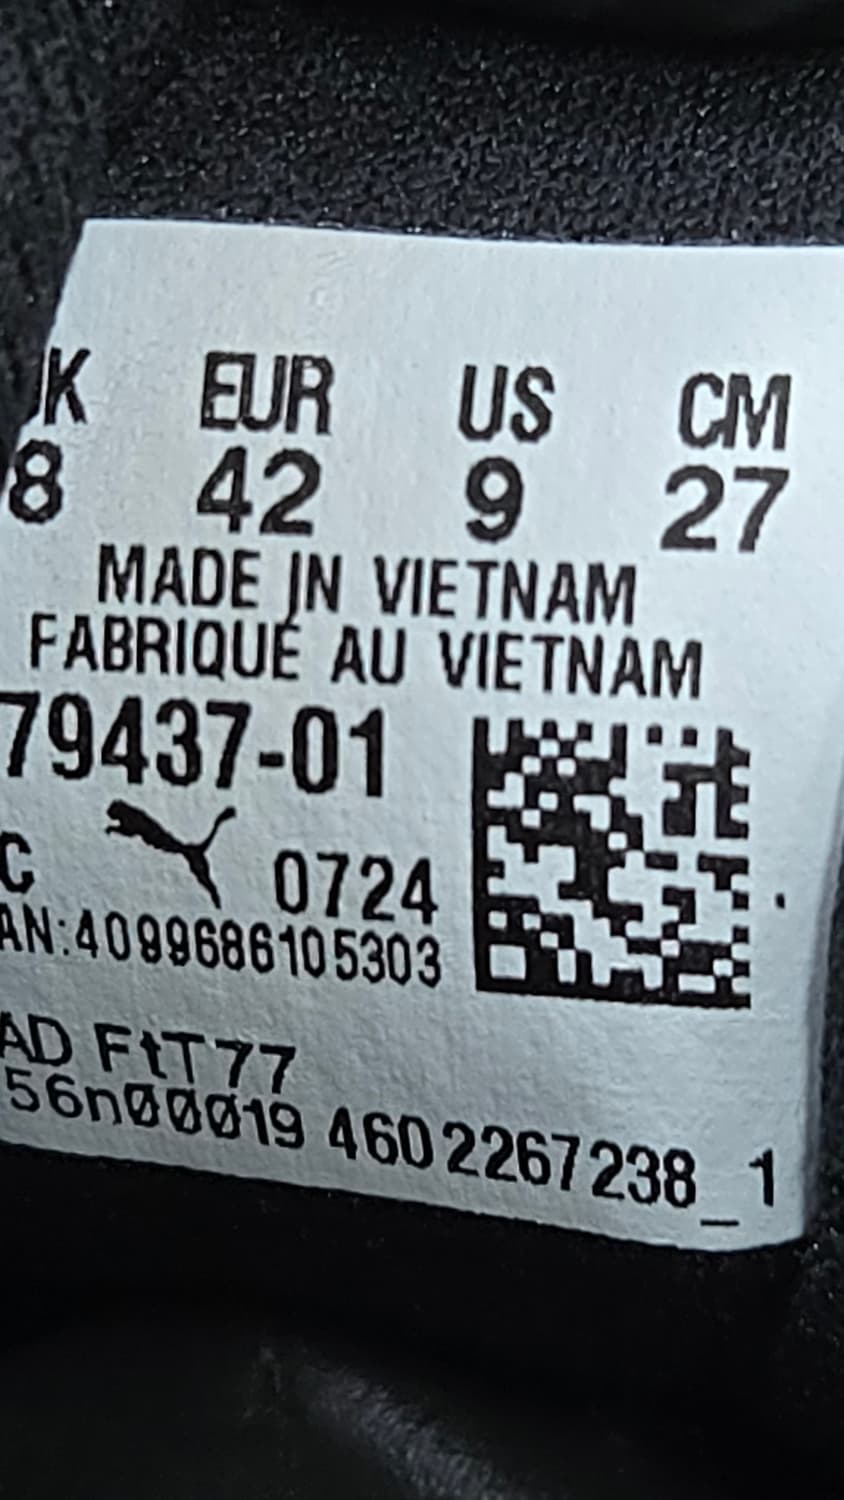 UK EUR US CM
8 42 9 27
MADE IN VIETNAM
FABRIQUÉ AU VIETNAM
79437-01
C 0724
AN:4099686105303
AD FtT77
56n00019 4602267238_1